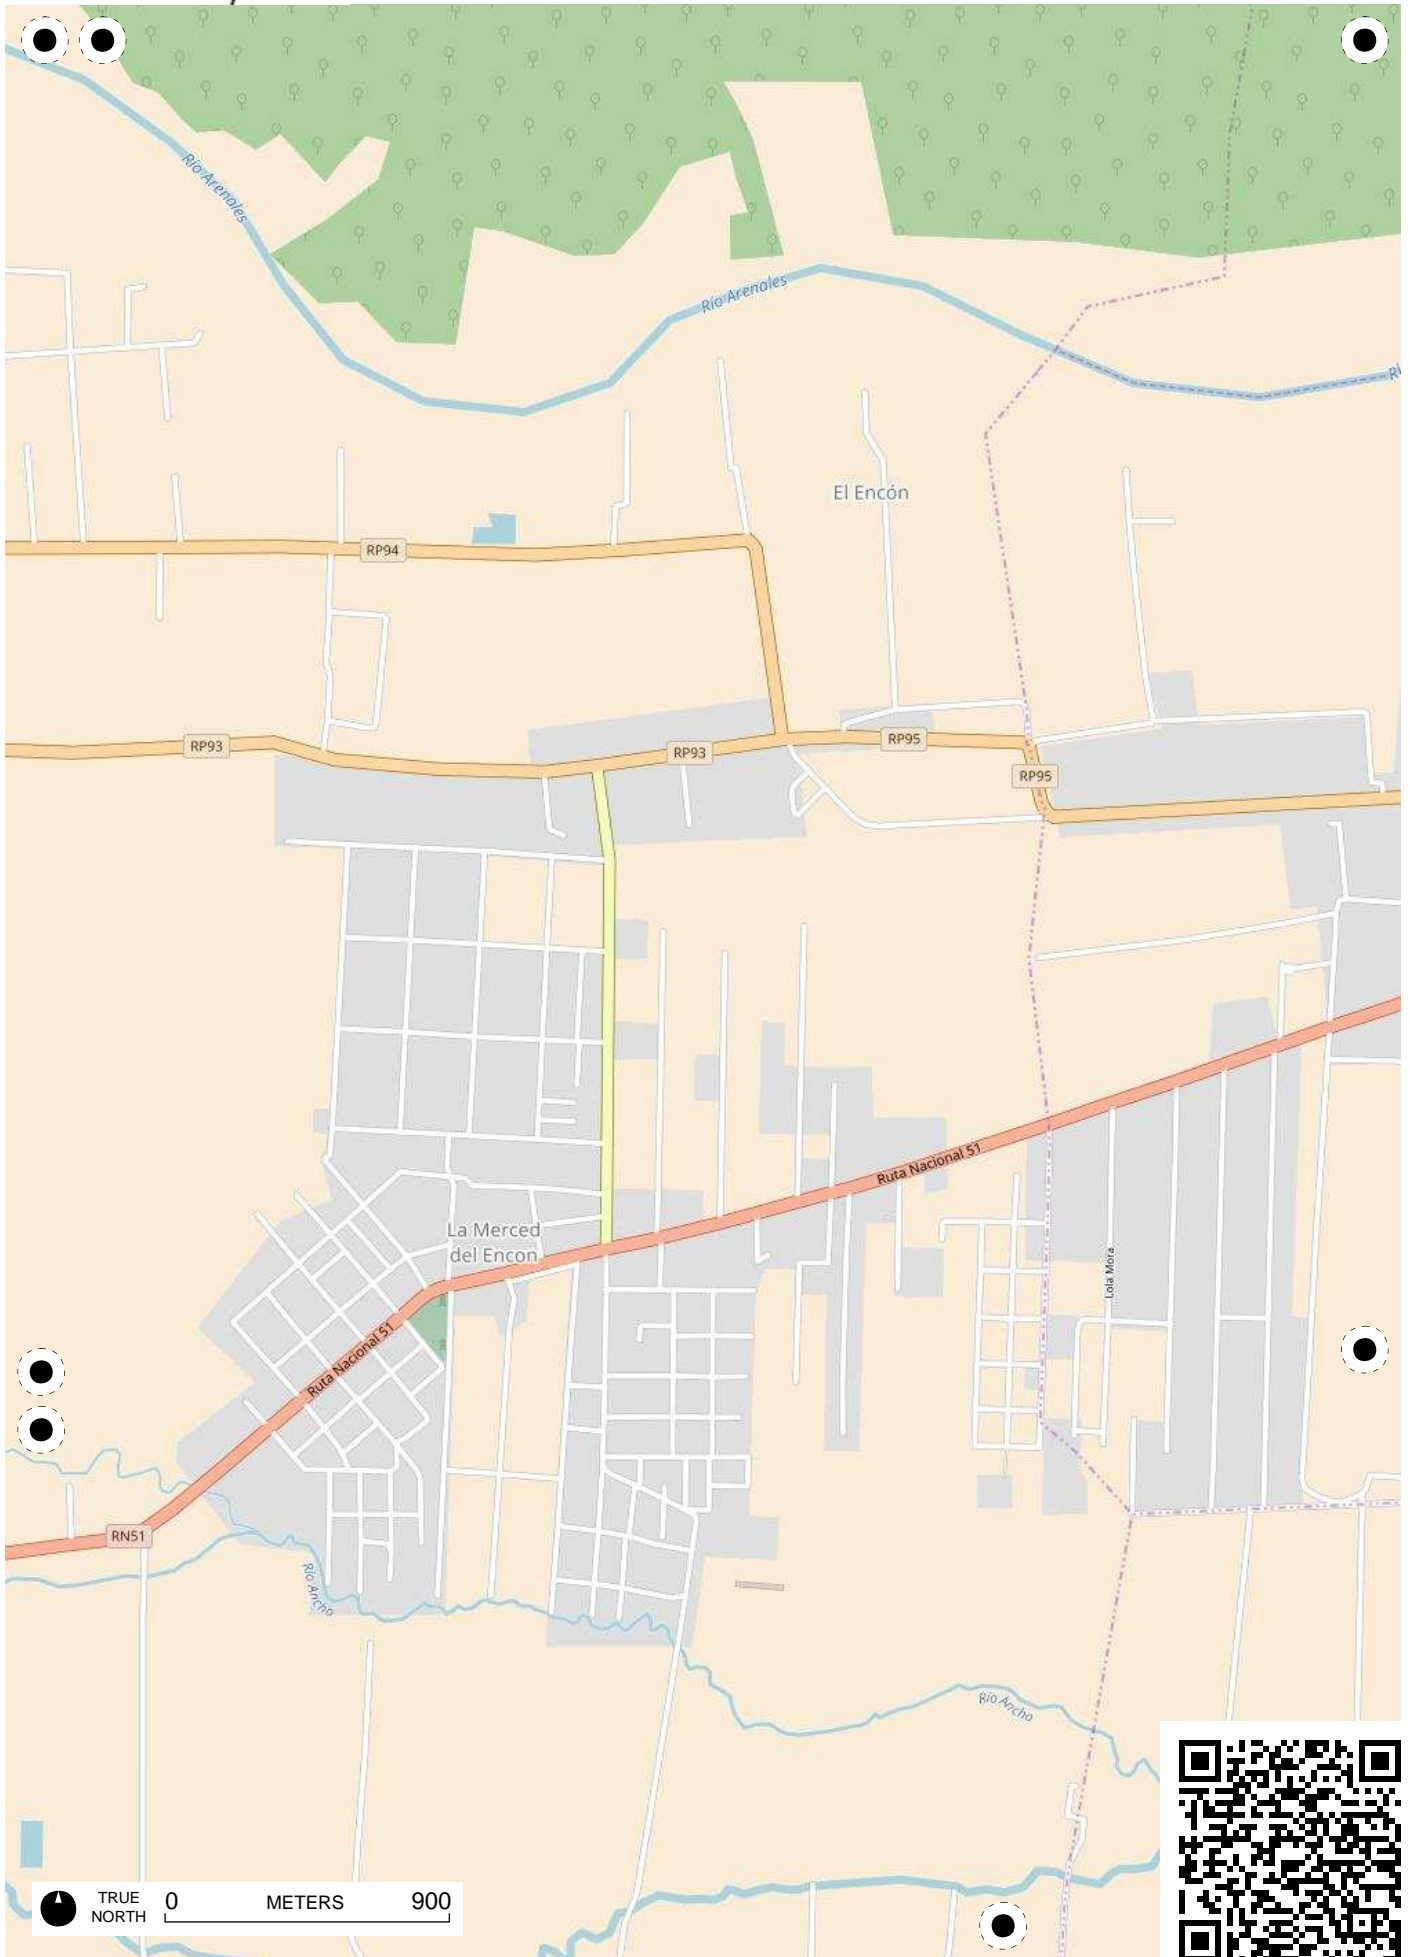 Río Arenales
Río Arenales
El Encón
RP94
RP93
RP93
RP95
RP95
Ruta Nacional 51
La Merced
del Encon
Lola Mora
Ruta Nacional 51
RN51
Río Ancho
Río Ancho
TRUE
NORTH
0 METERS 900